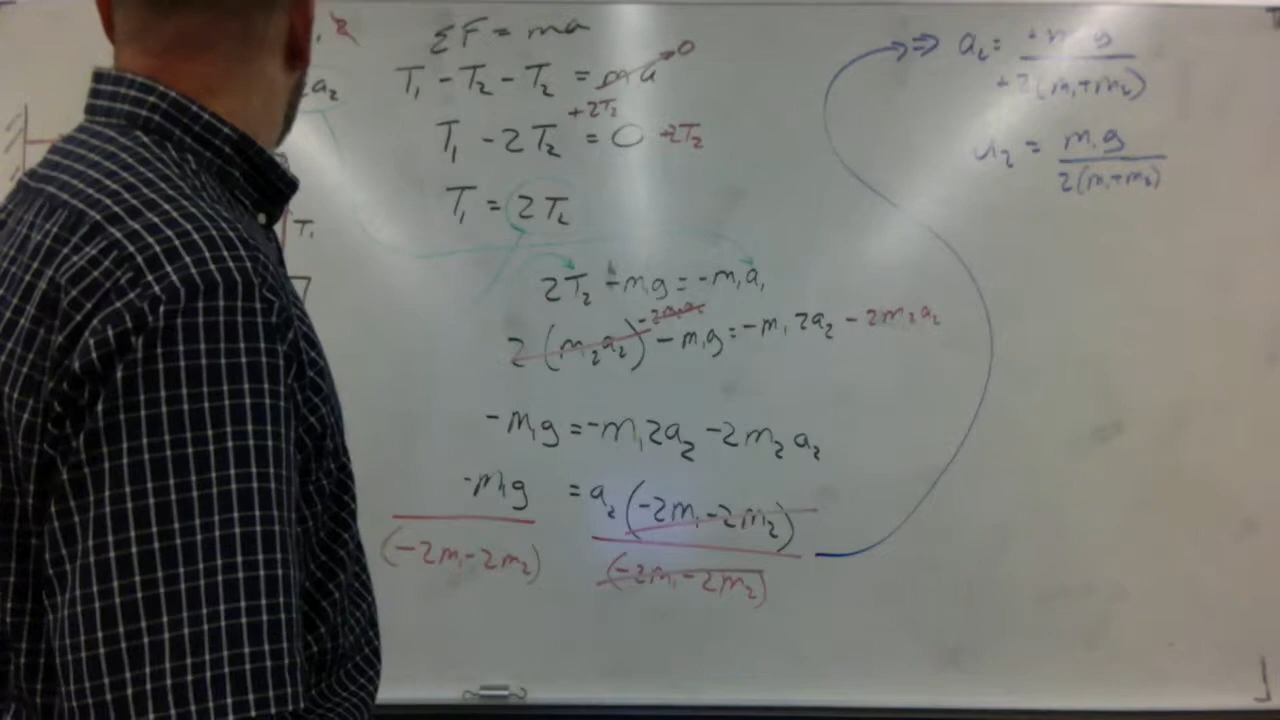 2
a₂
T₁
ΣF = ma
T₁ - T₂ - T₂ = ma → 0
+2T₂
T₁ - 2T₂ = 0 +2T₂
T₁ = 2T₂
2T₂ - m₁g = -m₁a₁
2(m₂a₂) -2m₂a₂ - m₁g = -m₁2a₂ - 2m₂a₂
-m₁g = -m₁2a₂ - 2m₂a₂
-m₁g = a₂(-2m₁-2m₂)
(-2m₁-2m₂) (-2m₁-2m₂)
⇒ a₂ = +m₁g
+2(m₁+m₂)
a₂ = m₁g
2(m₁+m₂)